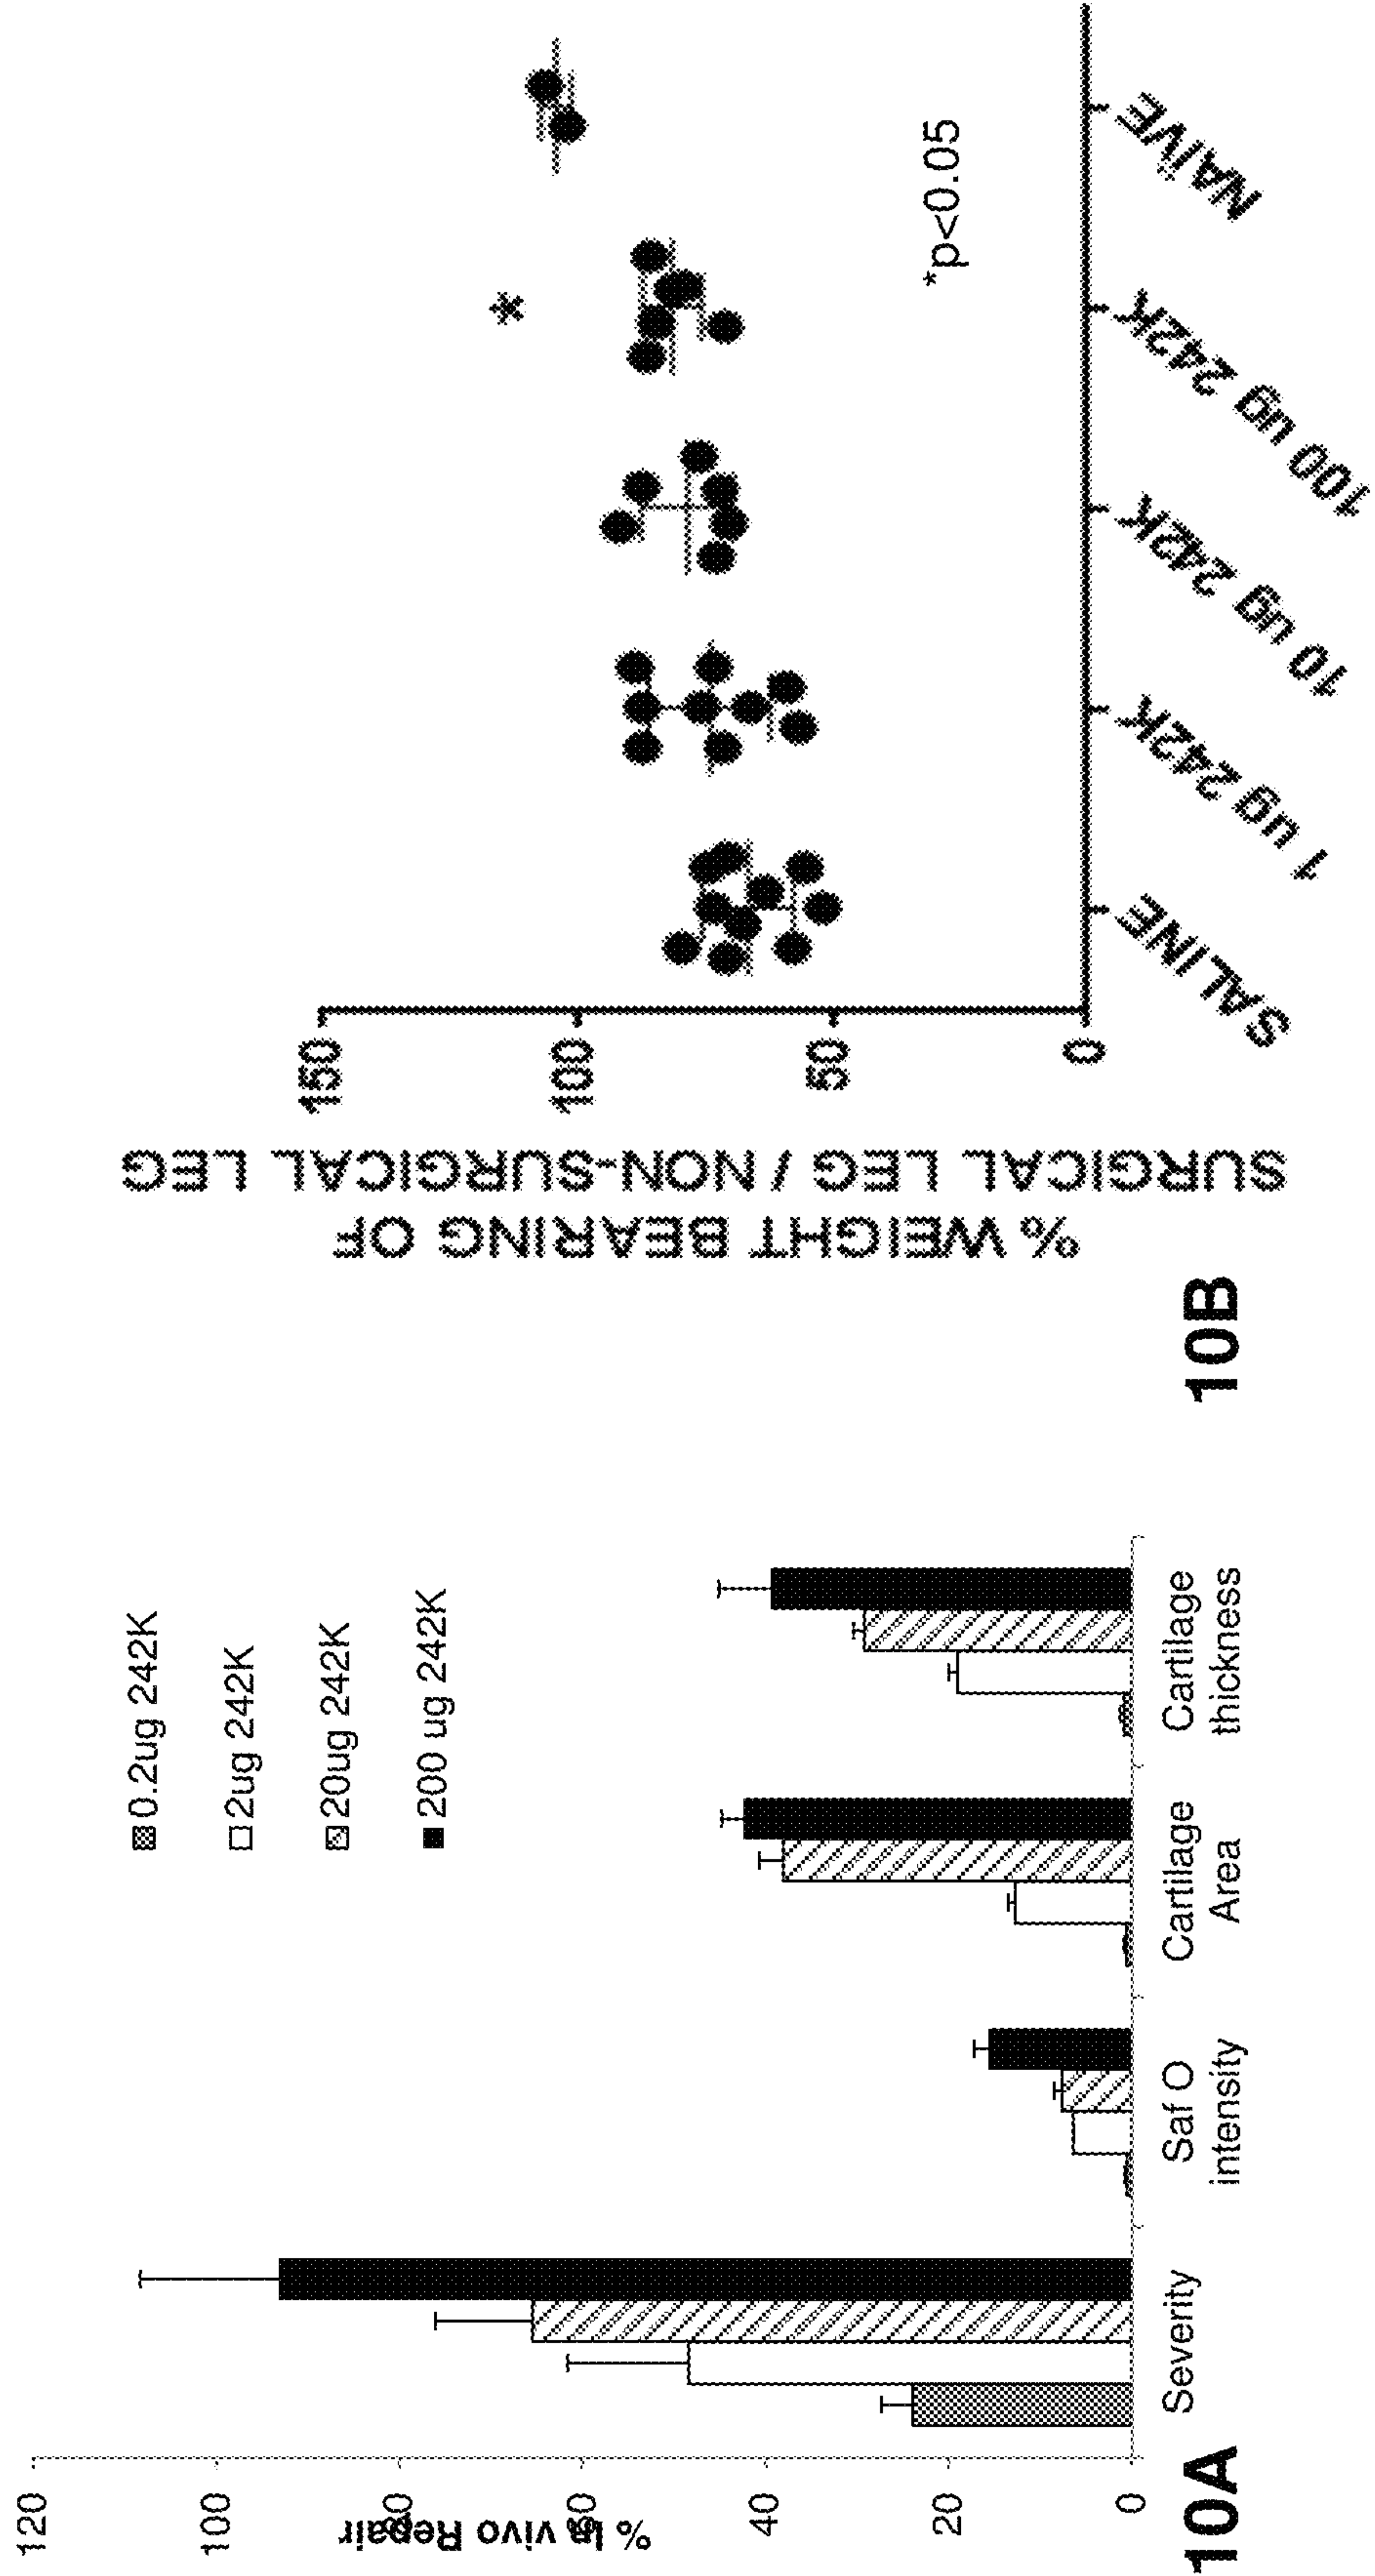 120
100
80
60
40
20
0
% In vivo Repair
0.2ug 242K
2ug 242K
20ug 242K
200 ug 242K
Severity
Saf O
intensity
Cartilage
Area
Cartilage
thickness
10A
% WEIGHT BEARING OF
SURGICAL LEG / NON-SURGICAL LEG
150
100
50
0
*
*p<0.05
SALINE
1 ug 242K
10 ug 242K
100 ug 242K
NAÏVE
10B